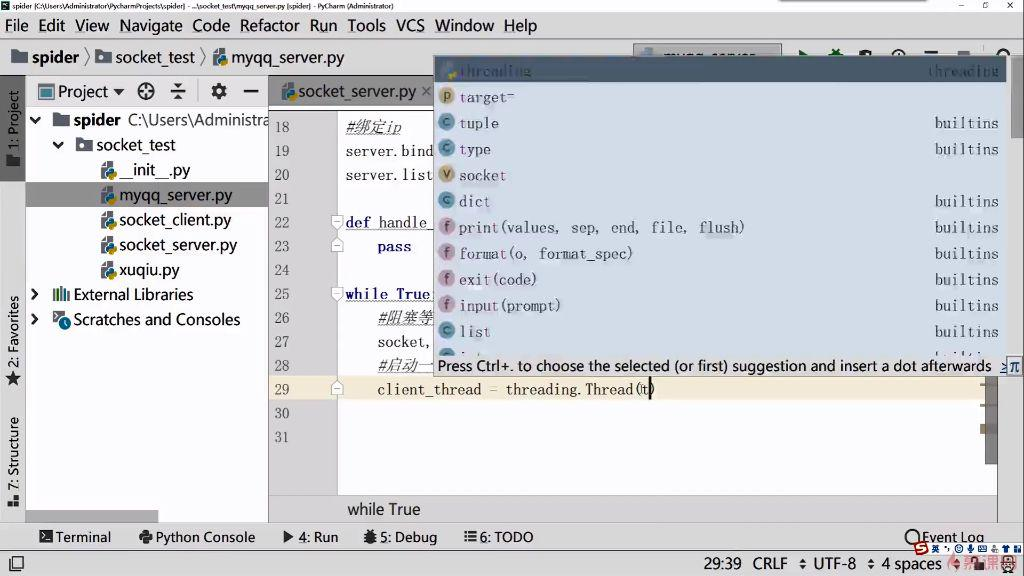 spider [C:\Users\Administrator\PycharmProjects\spider] - ...\socket_test\myqq_server.py [spider] - PyCharm (Administrator)
File Edit View Navigate Code Refactor Run Tools VCS Window Help
spider socket_test myqq_server.py
Project
socket_server.py
1: Project
2: Favorites
7: Structure
spider C:\Users\Administra
socket_test
__init__.py
myqq_server.py
socket_client.py
socket_server.py
xuqiu.py
External Libraries
Scratches and Consoles
18 #绑定ip
19 server.bind
20 server.list
21
22 def handle_
23 pass
24
25 while True:
26 #阻塞等
27 socket,
28 #启动一
29 client_thread = threading.Thread(t)
30
31
threading threading
target=
tuple builtins
type builtins
socket
dict builtins
print(values, sep, end, file, flush) builtins
format(o, format_spec) builtins
exit(code) builtins
input(prompt) builtins
list builtins
Press Ctrl+. to choose the selected (or first) suggestion and insert a dot afterwards >> π
while True
Terminal Python Console 4: Run 5: Debug 6: TODO Event Log
29:39 CRLF UTF-8 4 spaces